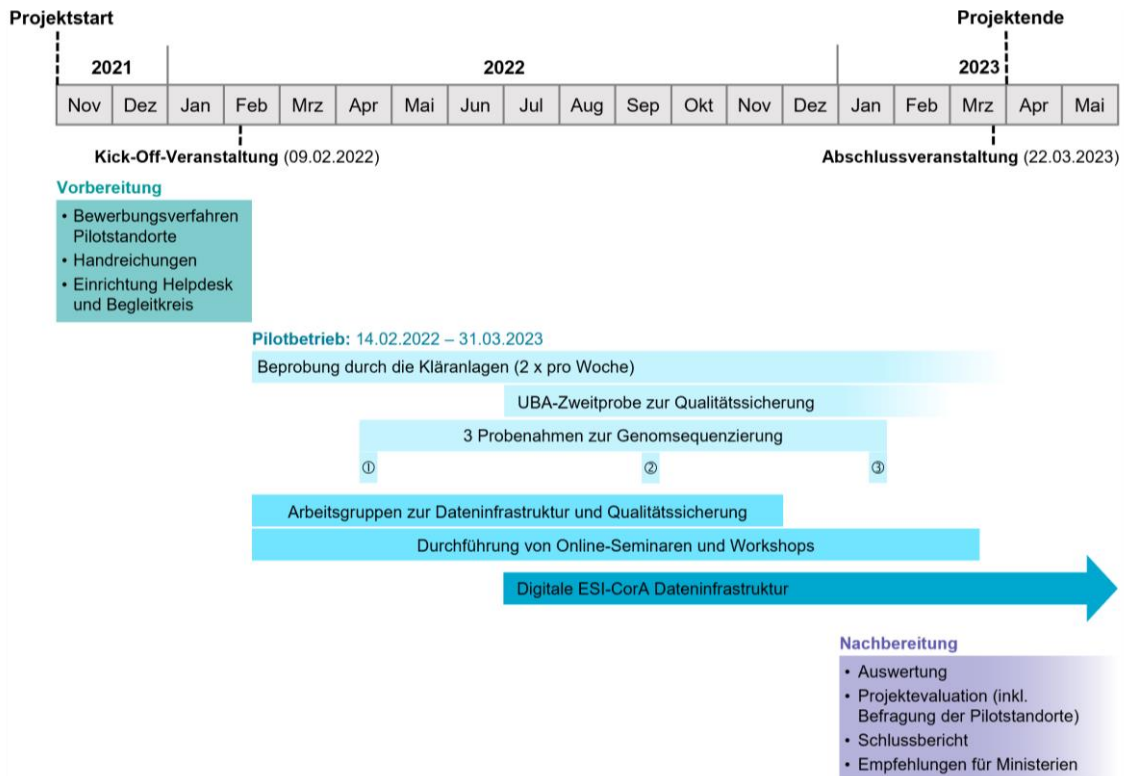 Projektstart
Projektende
2021
2022
2023
Nov Dez Jan Feb Mrz Apr Mai Jun Jul Aug Sep Okt Nov Dez Jan Feb Mrz Apr Mai
Kick-Off-Veranstaltung (09.02.2022)
Abschlussveranstaltung (22.03.2023)
Vorbereitung
• Bewerbungsverfahren
Pilotstandorte
• Handreichungen
• Einrichtung Helpdesk
und Begleitkreis
Pilotbetrieb: 14.02.2022 – 31.03.2023
Beprobung durch die Kläranlagen (2 x pro Woche)
UBA-Zweitprobe zur Qualitätssicherung
3 Probenahmen zur Genomsequenzierung
① ② ③
Arbeitsgruppen zur Dateninfrastruktur und Qualitätssicherung
Durchführung von Online-Seminaren und Workshops
Digitale ESI-CorA Dateninfrastruktur
Nachbereitung
• Auswertung
• Projektevaluation (inkl.
Befragung der Pilotstandorte)
• Schlussbericht
• Empfehlungen für Ministerien